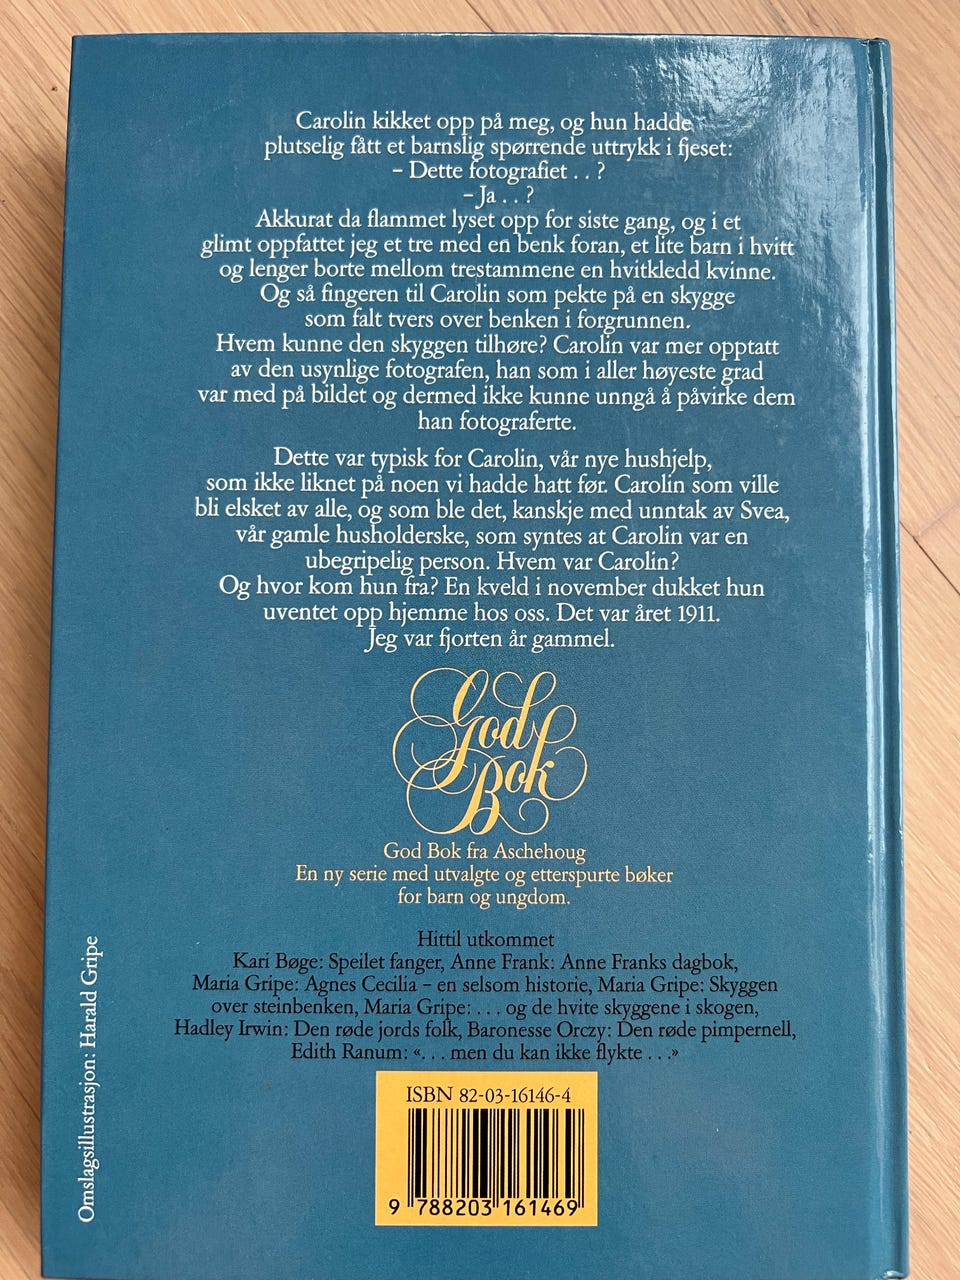 Carolin kikket opp på meg, og hun hadde
plutselig fått et barnslig spørrende uttrykk i fjeset:
– Dette fotografiet . . ?
– Ja . . ?
Akkurat da flammet lyset opp for siste gang, og i et
glimt oppfattet jeg et tre med en benk foran, et lite barn i hvitt
og lenger borte mellom trestammene en hvitkledd kvinne.
Og så fingeren til Carolin som pekte på en skygge
som falt tvers over benken i forgrunnen.
Hvem kunne den skyggen tilhøre? Carolin var mer opptatt
av den usynlige fotografen, han som i aller høyeste grad
var med på bildet og dermed ikke kunne unngå å påvirke dem
han fotograferte.
Dette var typisk for Carolin, vår nye hushjelp,
som ikke liknet på noen vi hadde hatt før. Carolin som ville
bli elsket av alle, og som ble det, kanskje med unntak av Svea,
vår gamle husholderske, som syntes at Carolin var en
ubegripelig person. Hvem var Carolin?
Og hvor kom hun fra? En kveld i november dukket hun
uventet opp hjemme hos oss. Det var året 1911.
Jeg var fjorten år gammel.
God
Bok
God Bok fra Aschehoug
En ny serie med utvalgte og etterspurte bøker
for barn og ungdom.
Hittil utkommet
Kari Bøge: Speilet fanger, Anne Frank: Anne Franks dagbok,
Maria Gripe: Agnes Cecilia – en selsom historie, Maria Gripe: Skyggen
over steinbenken, Maria Gripe: . . . og de hvite skyggene i skogen,
Hadley Irwin: Den røde jords folk, Baronesse Orczy: Den røde pimpernell,
Edith Ranum: «. . . men du kan ikke flykte . . .»
Omslagsillustrasjon: Harald Gripe
ISBN 82-03-16146-4
9 788203 161469